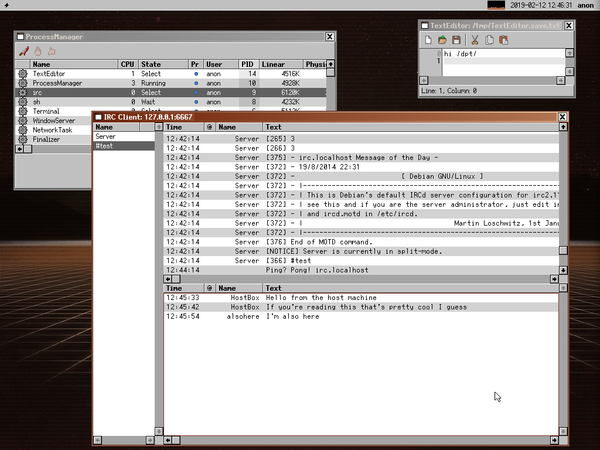 2019-02-12 12:46:31 anon
ProcessManager
Name CPU State Pr User PID Linear Physi
TextEditor 1 Select anon 14 4516K
ProcessManager 3 Running anon 10 4928K
irc 0 Select anon 9 6120K
sh 0 Wait anon 8 4232K
Terminal
WindowServer
NetworkTask
Finalizer
TextEditor: /tmp/TextEditor.save.txt
hi /dpt/
1
Line: 1, Column: 0
IRC Client: 127.0.0.1:6667
Name
Server
#test
Time @ Name Text
12:42:14 Server [265] 3
12:42:14 Server [266] 3
12:42:14 Server [375] - irc.localhost Message of the Day -
12:42:14 Server [372] - 19/8/2014 22:31
12:42:14 Server [372] - [ Debian GNU/Linux ]
12:42:14 Server [372] - |------------------------------------------------
12:42:14 Server [372] - | This is Debian's default configuration for irc2.1
12:42:14 Server [372] - | see this and if you are the server administrator, just edit i
12:42:14 Server [372] - | and ircd.motd in /etc/ircd.
12:42:14 Server [372] - | Martin Loschwitz, 1st Janu
12:42:14 Server [372] - |------------------------------------------------
12:42:14 Server [376] End of MOTD command.
12:42:14 Server [NOTICE] Server is currently in split-mode.
12:42:14 Server [366] #test
12:44:14 Ping? Pong! irc.localhost
Time @ Name Text
12:45:33 HostBox Hello from the host machine
12:45:42 HostBox If you're reading this that's pretty cool I guess
12:45:54 alsohere I'm also here